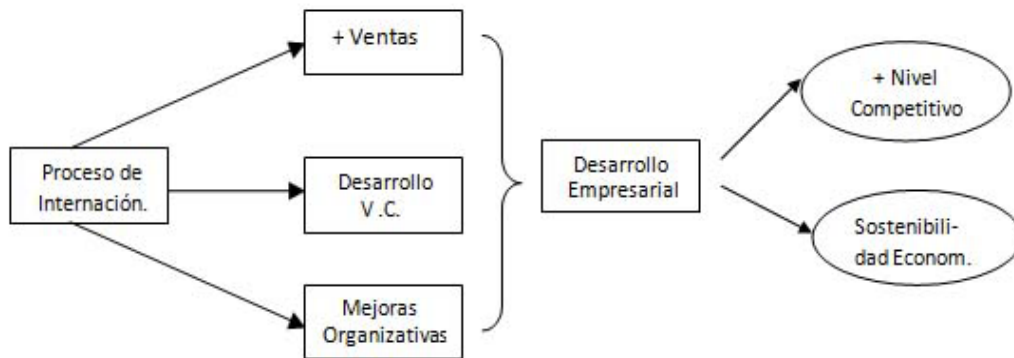 + Ventas
+ Nivel
Competitivo
Proceso de
Internación.
Desarrollo
V .C.
Desarrollo
Empresarial
Sostenibili-
dad Econom.
Mejoras
Organizativas